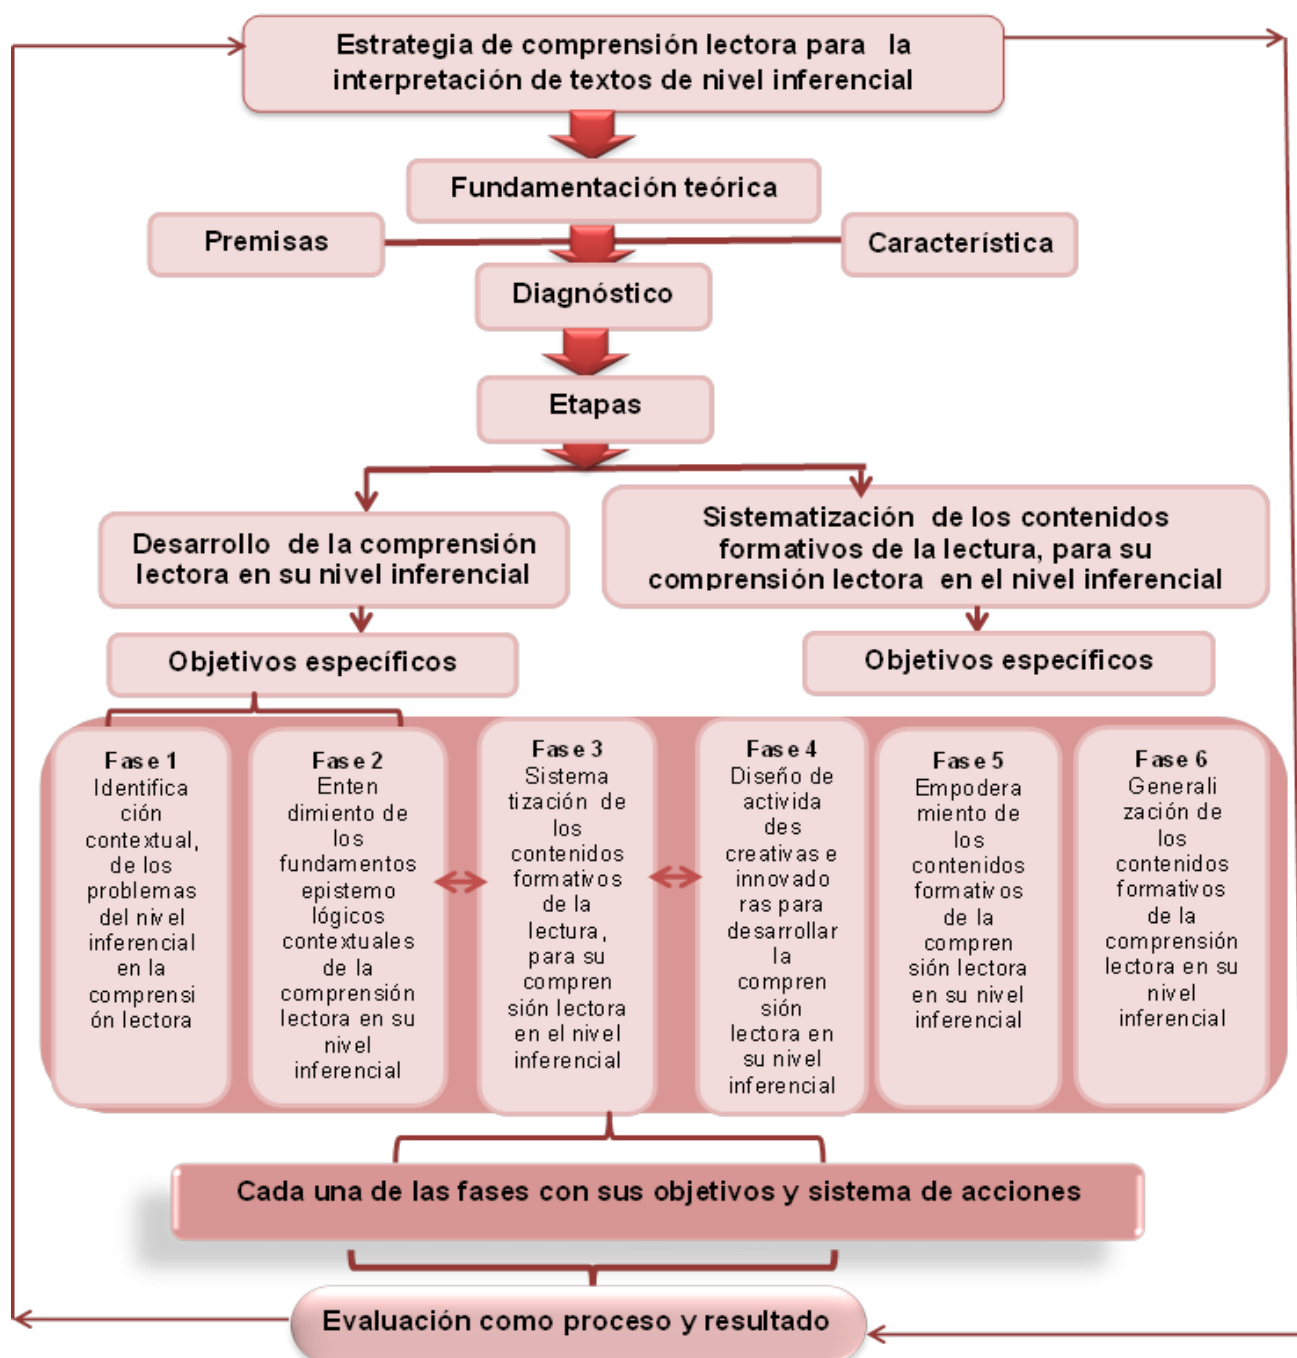 Estrategia de comprensión lectora para la
interpretación de textos de nivel inferencial
Fundamentación teórica
Premisas
Característica
Diagnóstico
Etapas
Desarrollo de la comprensión
lectora en su nivel inferencial
Sistematización de los contenidos
formativos de la lectura, para su
comprensión lectora en el nivel inferencial
Objetivos específicos
Objetivos específicos
Fase 1
Identifica
ción
contextual,
de los
problemas
del nivel
inferencial
en la
comprensi
ón lectora
Fase 2
Enten
dimiento de
los
fundamentos
epistemo
lógicos
contextuales
de la
comprensión
lectora en su
nivel
inferencial
Fase 3
Sistema
tización de
los
contenidos
formativos
de la
lectura,
para su
compren
sión lectora
en el nivel
inferencial
Fase 4
Diseño de
activida
des
creativas e
innovado
ras para
desarrollar
la
compren
sión
lectora en
su nivel
inferencial
Fase 5
Empodera
miento de
los
contenidos
formativos
de la
compren
sión lectora
en su nivel
inferencial
Fase 6
Generali
zación de
los
contenidos
formativos
de la
comprensión
lectora en su
nivel
inferencial
Cada una de las fases con sus objetivos y sistema de acciones
Evaluación como proceso y resultado